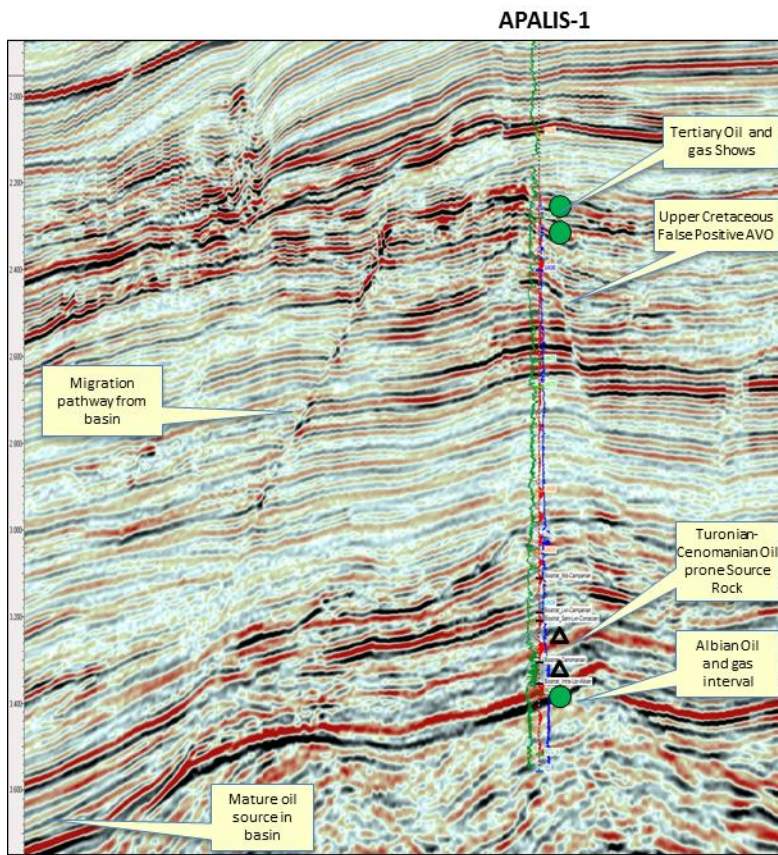 APALIS-1
Tertiary Oil and
gas Shows
Upper Cretaceous
False Positive AVO
Migration
pathway from
basin
Turonian-
Cenomanian Oil
prone Source
Rock
Albian Oil
and gas
interval
Mature oil
source in
basin